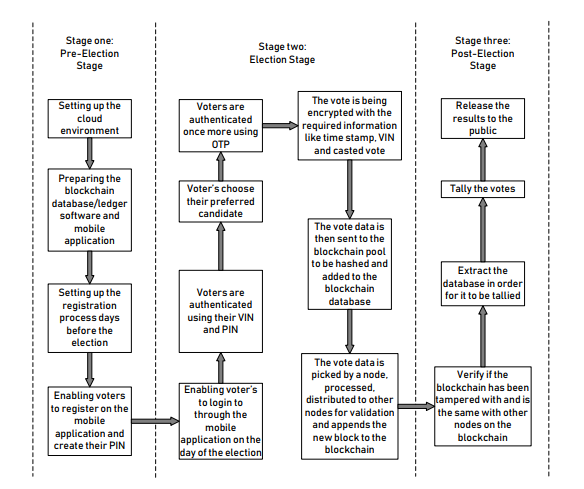 Stage one:
Pre-Election
Stage
Setting up the
cloud
environment
Preparing the
blockchain
database/ledger
software and
mobile
application
Setting up the
registration
process days
before the
election
Enabling voters
to register on the
mobile
application and
create their PIN
Stage two:
Election Stage
Enabling voter's
to login to
through the
mobile
application on the
day of the election
Voters are
authenticated
using their VIN
and PIN
Voter's choose
their preferred
candidate
Voters are
authenticated
once more using
OTP
The vote is being
encrypted with the
required information
like time stamp, VIN
and casted vote
The vote data is
then sent to the
blockchain pool
to be hashed and
added to the
blockchain
database
The vote data is
picked by a node,
processed,
distributed to other
nodes for validation
and appends the
new block to the
blockchain
Stage three:
Post-Election
Stage
Verify if the
blockchain has been
tampered with and is
the same with other
nodes on the
blockchain
Extract the
database in order
for it to be tallied
Tally the votes
Release the
results to the
public